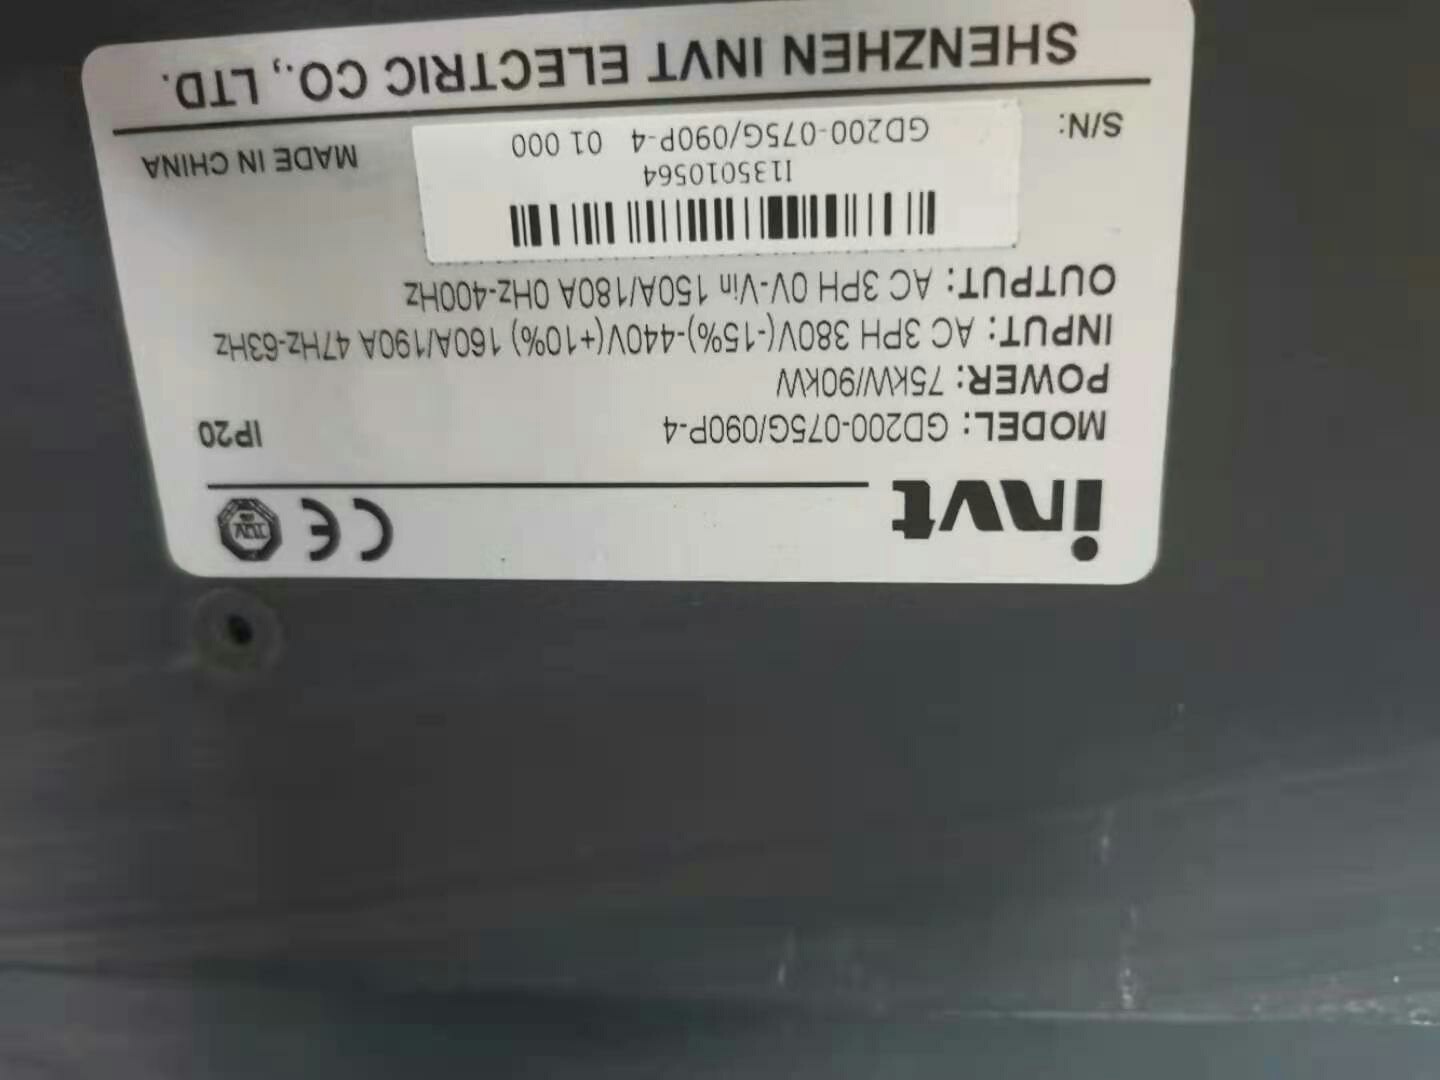 invt
CE
TÜV
MODEL: GD200-075G/090P-4
IP20
POWER: 75kW/90kW
INPUT: AC 3PH 380V(-15%)-440V(+10%) 160A/190A 47Hz-63Hz
OUTPUT: AC 3PH 0V-Vin 150A/180A 0Hz-400Hz
I135010564
S/N:
GD200-075G/090P-4 01 000
MADE IN CHINA
SHENZHEN INVT ELECTRIC CO., LTD.